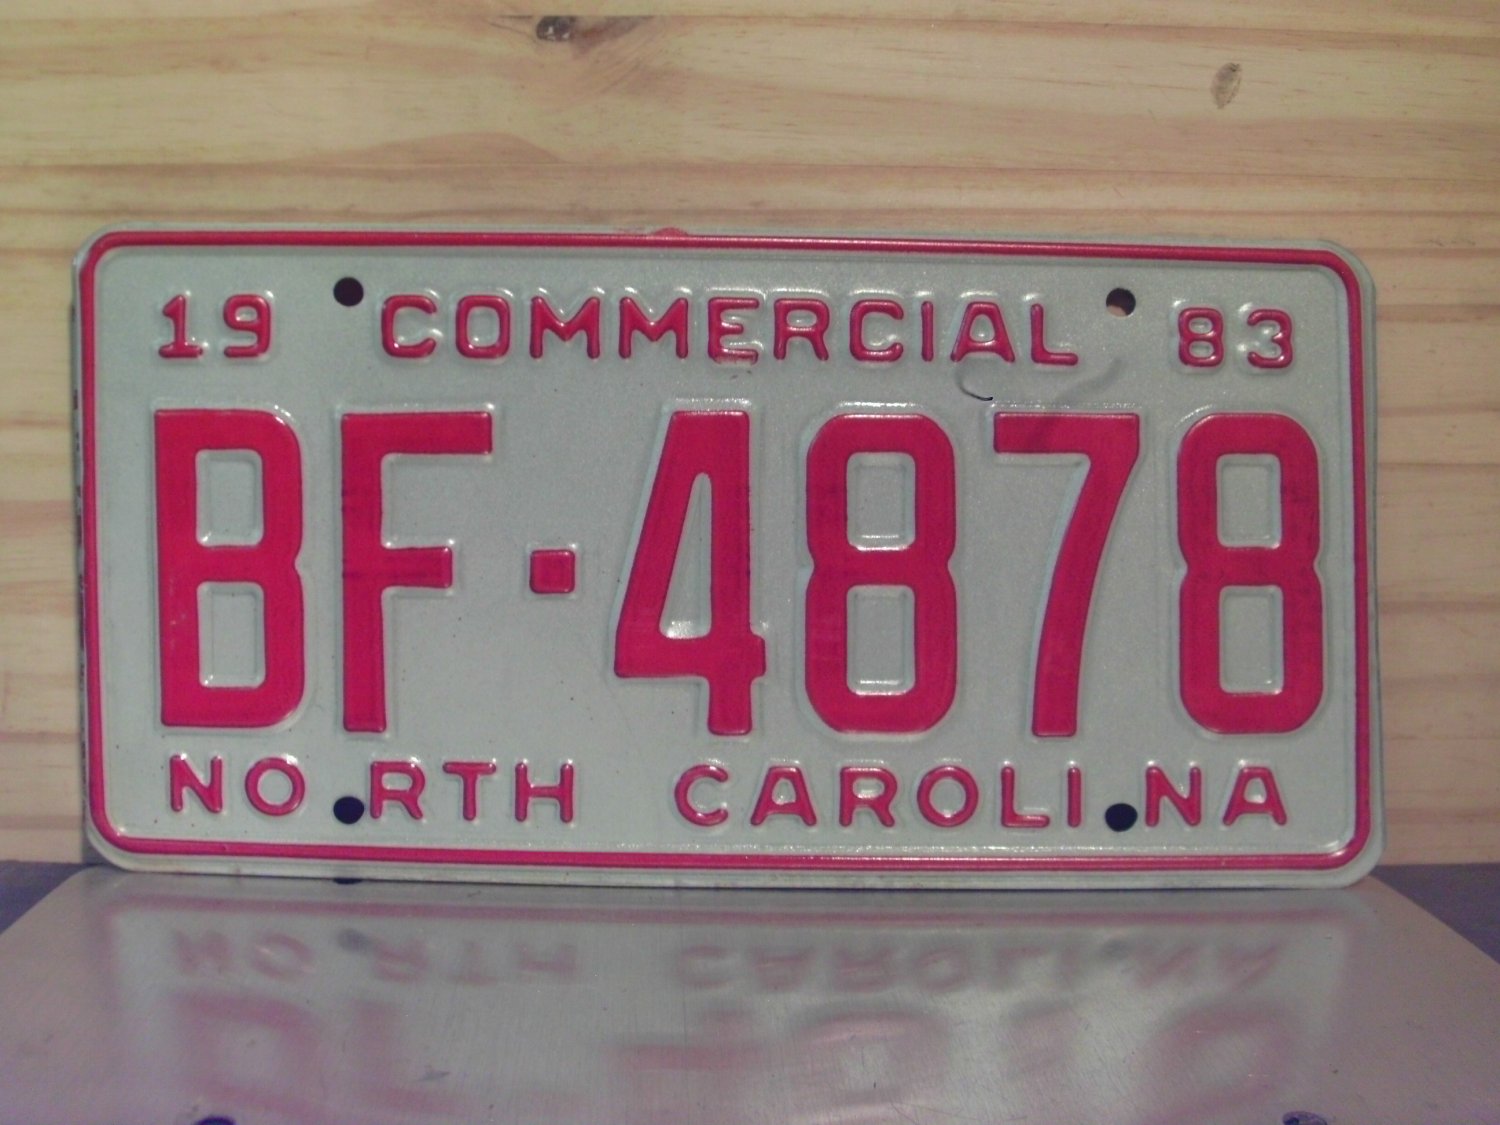 19 COMMERCIAL 83
BF-4878
NORTH CAROLINA